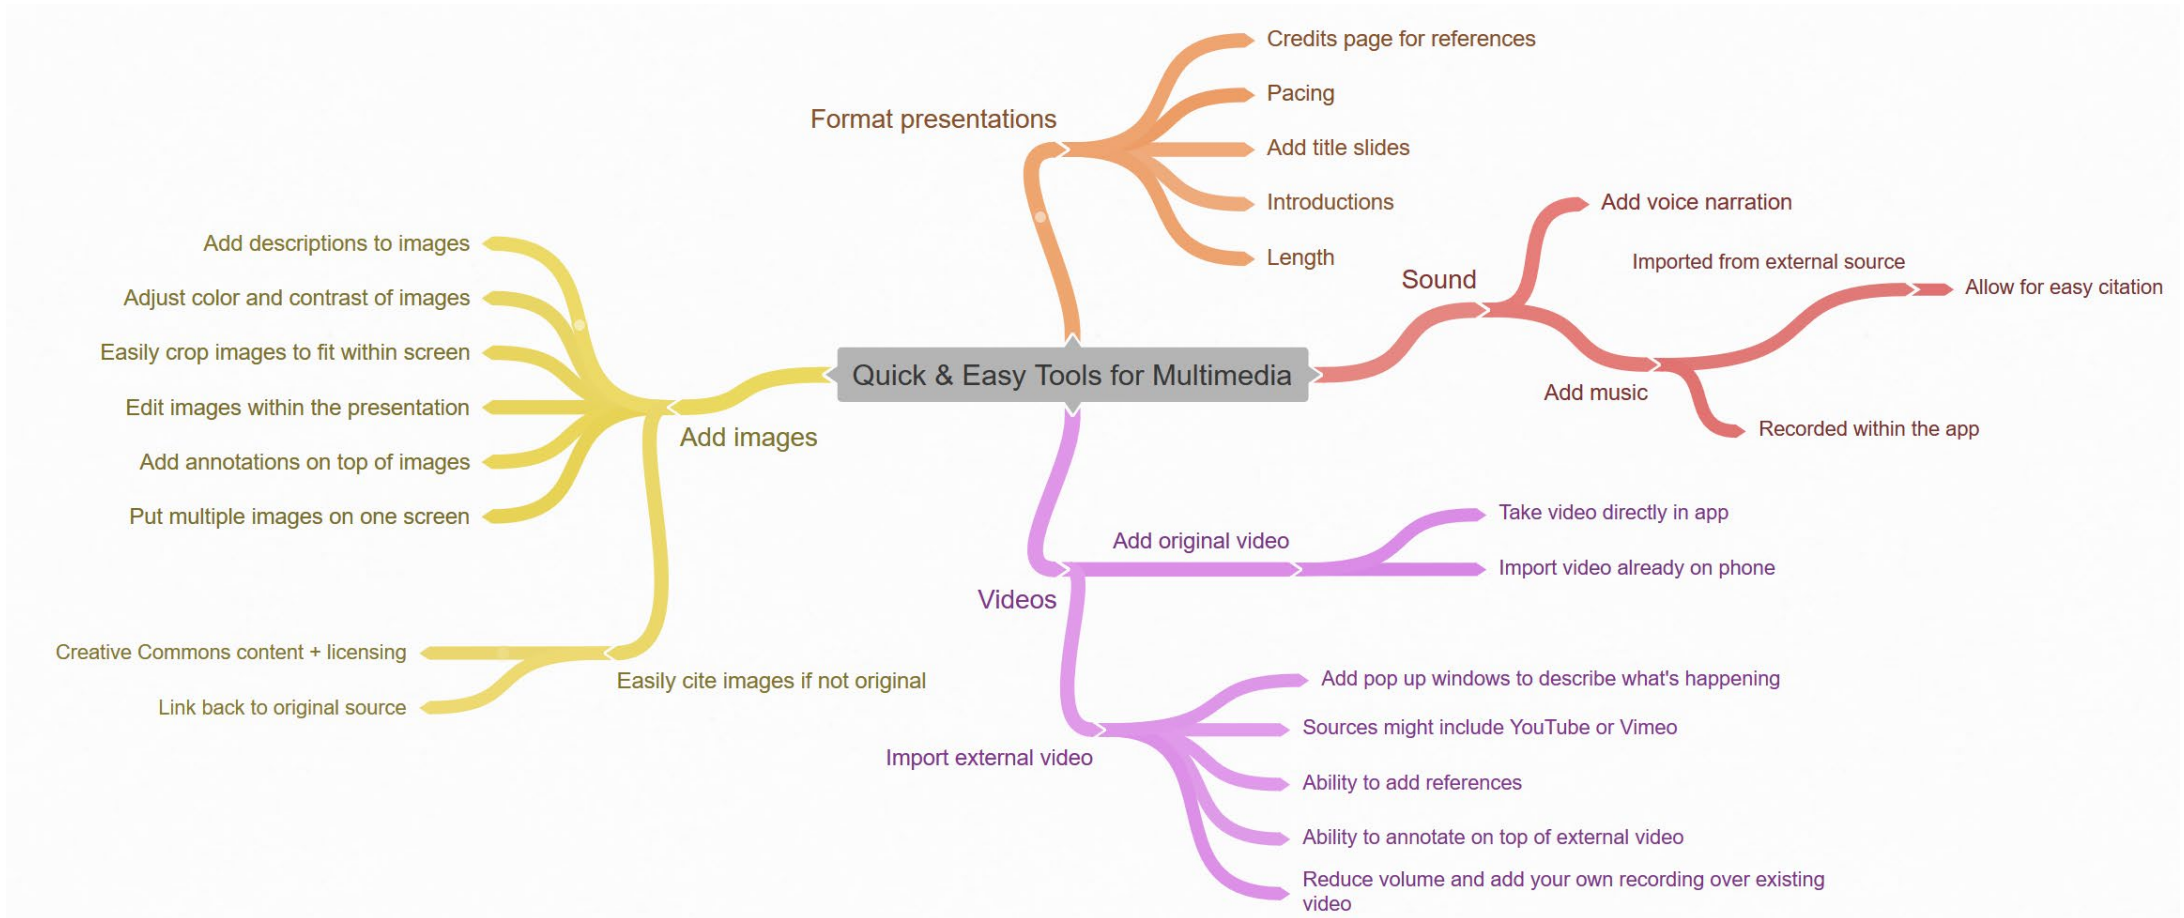 Quick & Easy Tools for Multimedia
Format presentations
Credits page for references
Pacing
Add title slides
Introductions
Length
Sound
Add voice narration
Add music
Imported from external source
Allow for easy citation
Recorded within the app
Add images
Add descriptions to images
Adjust color and contrast of images
Easily crop images to fit within screen
Edit images within the presentation
Add annotations on top of images
Put multiple images on one screen
Easily cite images if not original
Creative Commons content + licensing
Link back to original source
Videos
Add original video
Take video directly in app
Import video already on phone
Import external video
Add pop up windows to describe what's happening
Sources might include YouTube or Vimeo
Ability to add references
Ability to annotate on top of external video
Reduce volume and add your own recording over existing
video